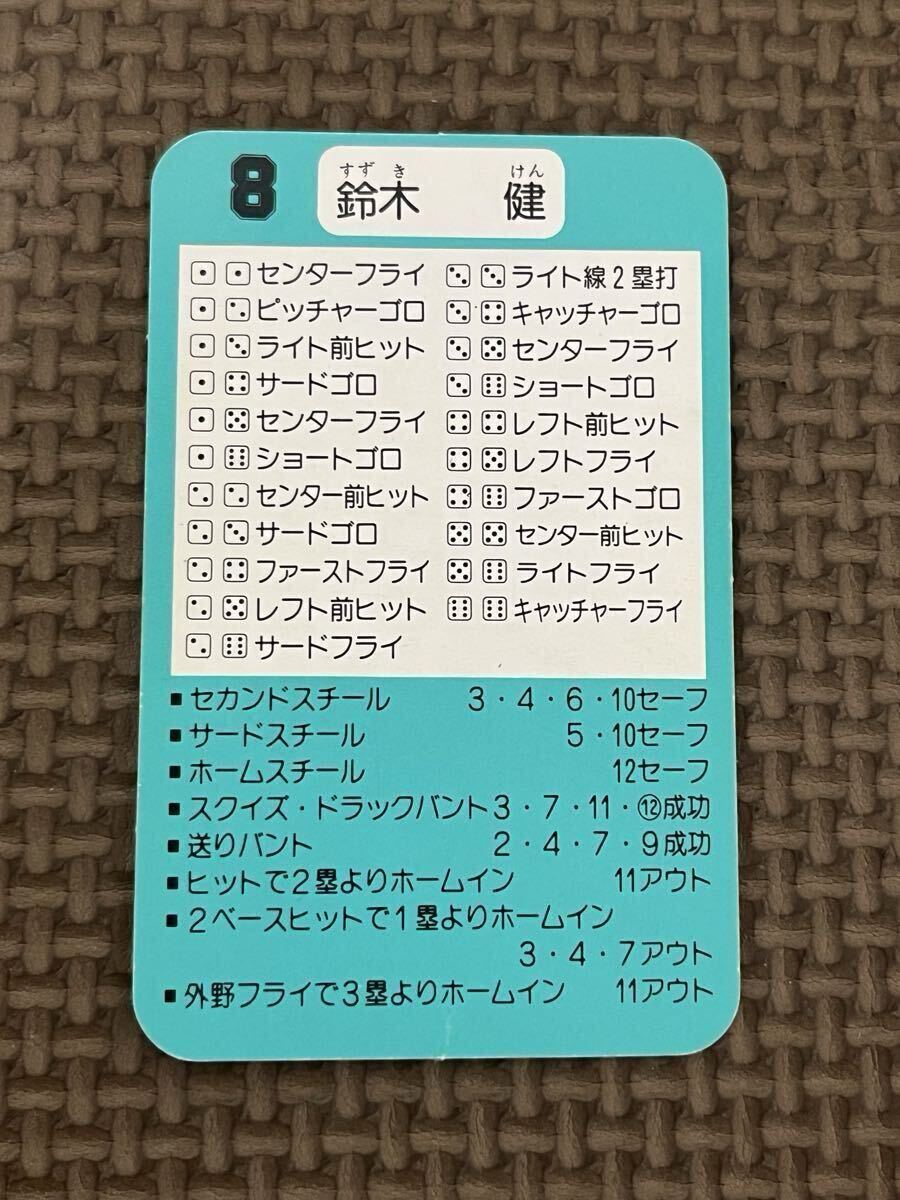 8
すず き けん
鈴木 健
⚀ ⚀ センターフライ
⚀ ⚁ ピッチャーゴロ
⚀ ⚂ ライト前ヒット
⚀ ⚃ サードゴロ
⚀ ⚄ センターフライ
⚀ ⚅ ショートゴロ
⚁ ⚁ センター前ヒット
⚁ ⚂ サードゴロ
⚁ ⚃ ファーストフライ
⚁ ⚄ レフト前ヒット
⚁ ⚅ サードフライ
⚂ ⚂ ライト線2塁打
⚂ ⚃ キャッチャーゴロ
⚂ ⚄ センターフライ
⚂ ⚅ ショートゴロ
⚃ ⚃ レフト前ヒット
⚃ ⚄ レフトフライ
⚃ ⚅ ファーストゴロ
⚄ ⚄ センター前ヒット
⚄ ⚅ ライトフライ
⚅ ⚅ キャッチャーフライ
■セカンドスチール 3・4・6・10セーフ
■サードスチール 5・10セーフ
■ホームスチール 12セーフ
■スクイズ・ドラックバント3・7・11・⑫成功
■送りバント 2・4・7・9成功
■ヒットで2塁よりホームイン 11アウト
■2ベースヒットで1塁よりホームイン
3・4・7アウト
■外野フライで3塁よりホームイン 11アウト